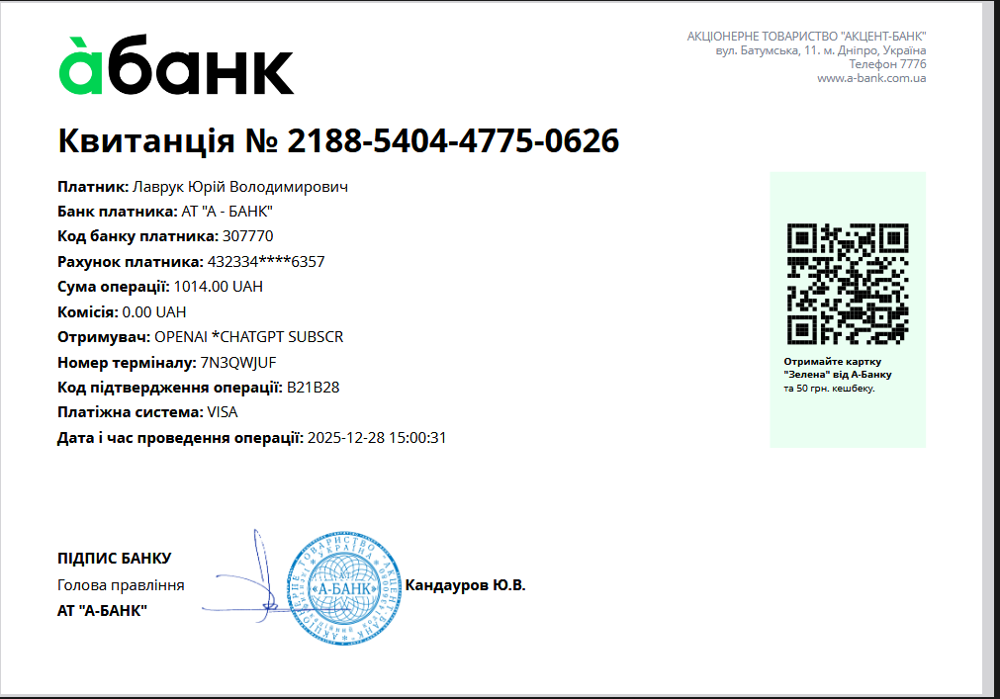 àбанк
АКЦІОНЕРНЕ ТОВАРИСТВО "АКЦЕНТ-БАНК"
вул. Батумська, 11. м. Дніпро, Україна
Телефон 7776
www.a-bank.com.ua
Квитанція № 2188-5404-4775-0626
Платник: Лаврук Юрій Володимирович
Банк платника: АТ "А - БАНК"
Код банку платника: 307770
Рахунок платника: 432334****6357
Сума операції: 1014.00 UAH
Комісія: 0.00 UAH
Отримувач: OPENAI *CHATGPT SUBSCR
Номер терміналу: 7N3QWJUF
Код підтвердження операції: B21B28
Платіжна система: VISA
Дата і час проведення операції: 2025-12-28 15:00:31
Отримайте картку
"Зелена" від А-Банку
та 50 грн. кешбеку.
ПІДПИС БАНКУ
Голова правління
АТ "А-БАНК"
АКЦІОНЕРНЕ ТОВАРИСТВО «АКЦЕНТ-БАНК»
УКРАЇНА
«А-БАНК»
Кандауров Ю.В.